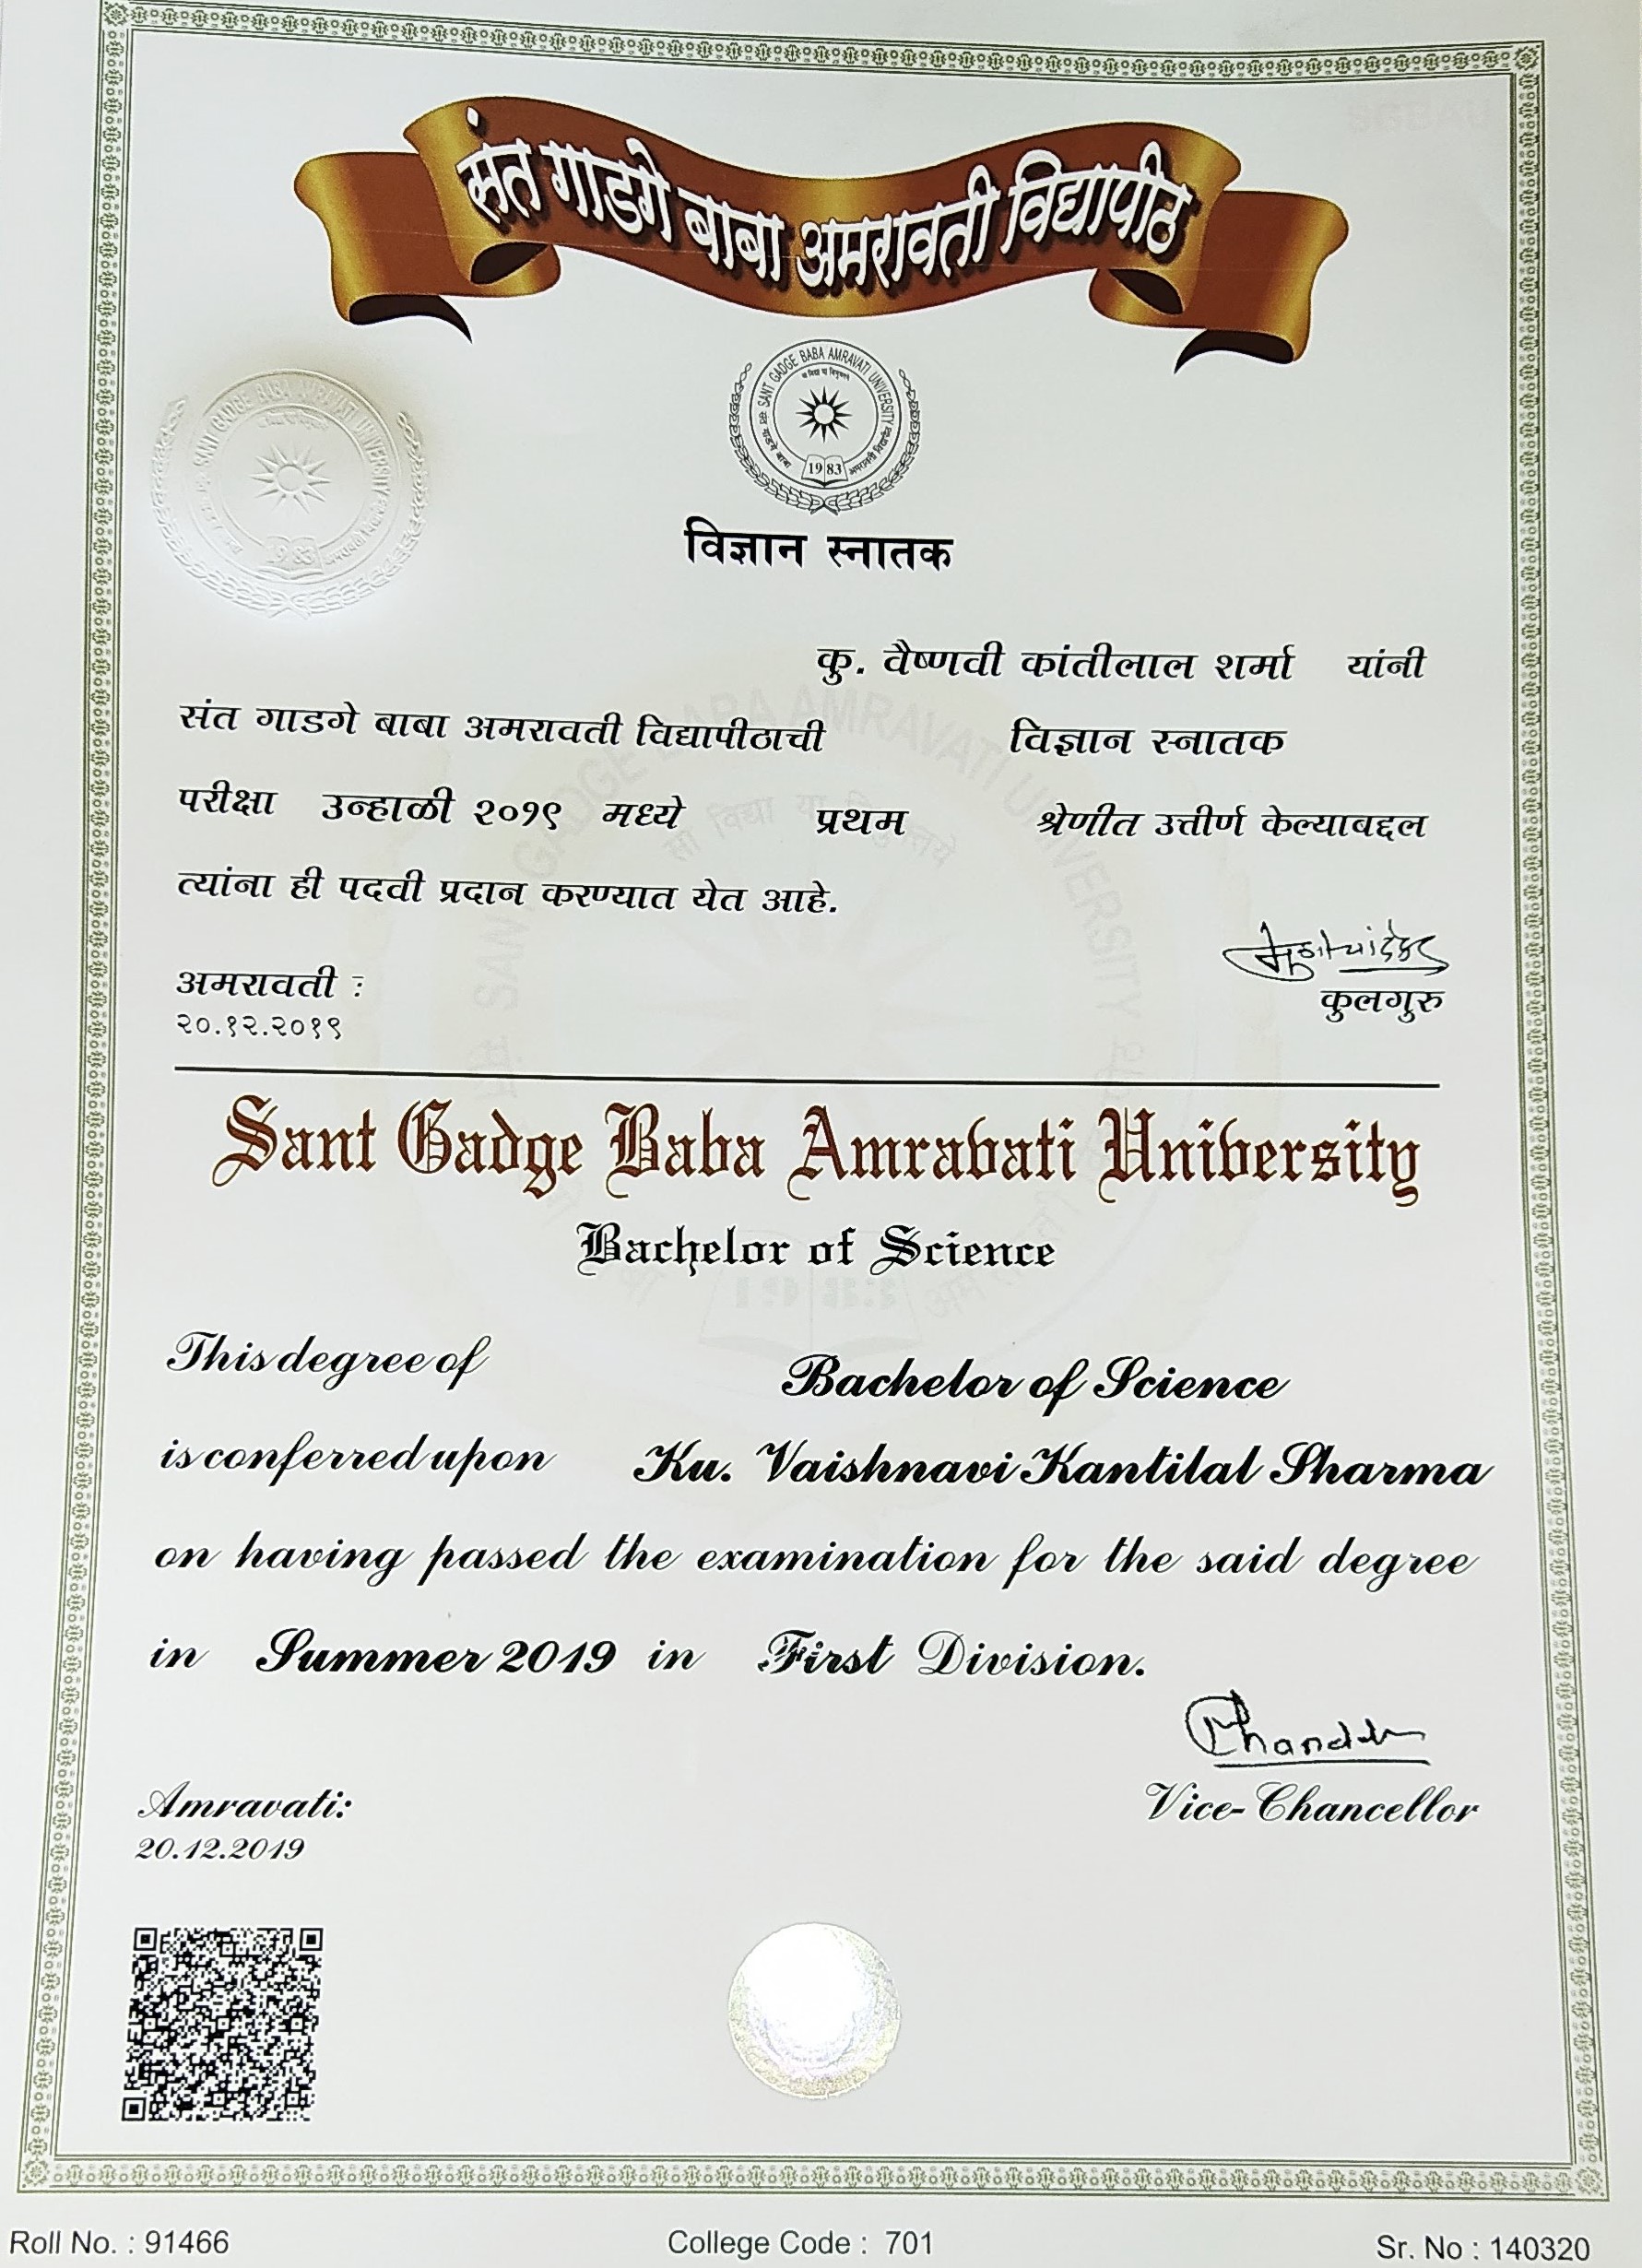 संत गाडगे बाबा अमरावती विद्यापीठ
SANT GADGE BABA AMRAVATI UNIVERSITY
1983
विज्ञान स्नातक
कु. वैष्णवी कांतीलाल शर्मा यांनी
संत गाडगे बाबा अमरावती विद्यापीठाची विज्ञान स्नातक
परीक्षा उन्हाळी २०१९ मध्ये प्रथम श्रेणीत उत्तीर्ण केल्याबद्दल
त्यांना ही पदवी प्रदान करण्यात येत आहे.
अमरावती :
२०.१२.२०१९
कुलगुरु
Sant Gadge Baba Amravati University
Bachelor of Science
This degree of Bachelor of Science
is conferred upon Ku. Vaishnavi Kantilal Sharma
on having passed the examination for the said degree
in Summer 2019 in First Division.
Amravati:
20.12.2019
Vice-Chancellor
Roll No. : 91466 College Code : 701 Sr. No : 140320